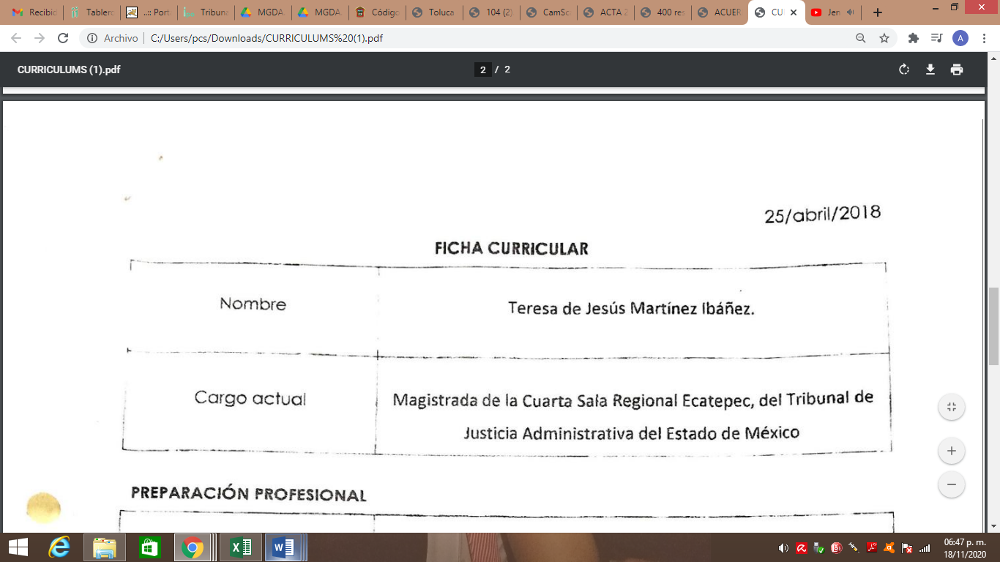 Recibid
Tablero
..:: Port
Tribuna
MGDA
MGDA
Código
Toluca
104 (2)
CamSc
ACTA 2
400 res
ACUER
CU
Jen
Archivo C:/Users/pcs/Downloads/CURRICULUMS%20(1).pdf
A
CURRICULUMS (1).pdf
2 / 2
25/abril/2018
FICHA CURRICULAR
Nombre
Teresa de Jesús Martínez Ibáñez.
Cargo actual
Magistrada de la Cuarta Sala Regional Ecatepec, del Tribunal de
Justicia Administrativa del Estado de México
PREPARACIÓN PROFESIONAL
06:47 p. m.
18/11/2020